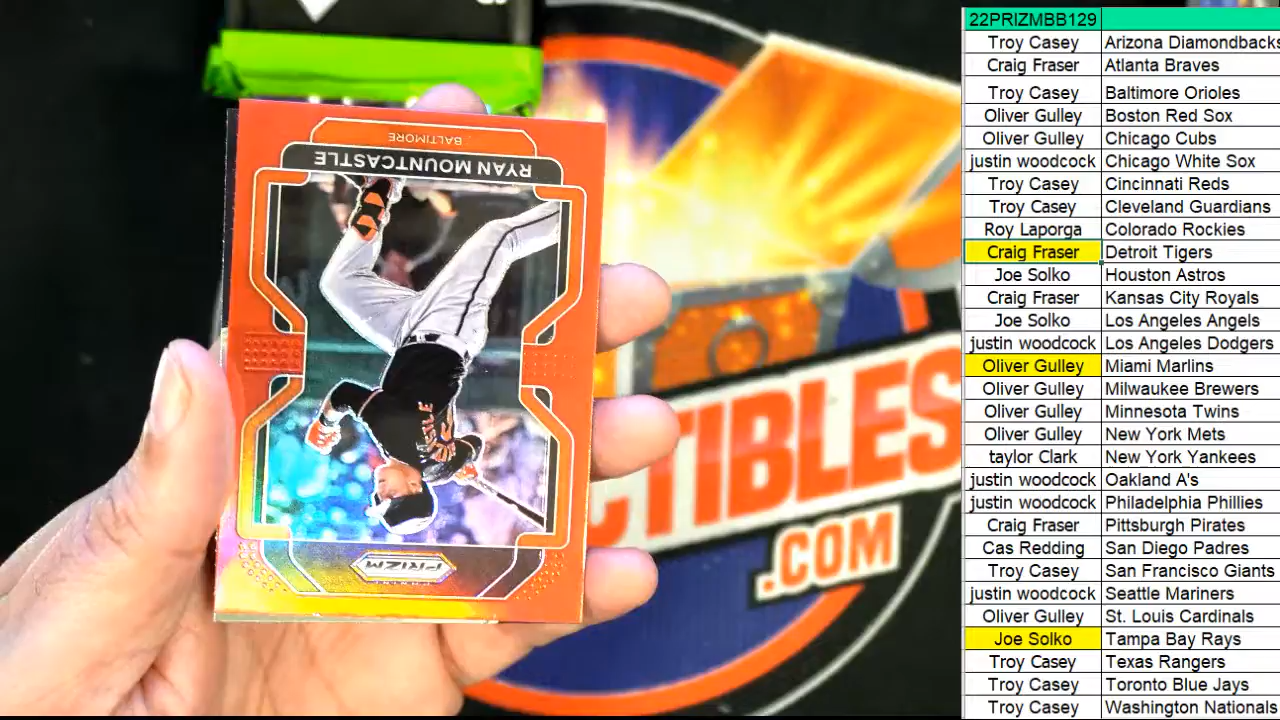 BALTIMORE
RYAN MOUNTCASTLE
PANINI
PRIZM
CTIBLES
.COM
22PRIZMBB129
Troy Casey Arizona Diamondbacks
Craig Fraser Atlanta Braves
Troy Casey Baltimore Orioles
Oliver Gulley Boston Red Sox
Oliver Gulley Chicago Cubs
justin woodcock Chicago White Sox
Troy Casey Cincinnati Reds
Troy Casey Cleveland Guardians
Roy Laporga Colorado Rockies
Craig Fraser Detroit Tigers
Joe Solko Houston Astros
Craig Fraser Kansas City Royals
Joe Solko Los Angeles Angels
justin woodcock Los Angeles Dodgers
Oliver Gulley Miami Marlins
Oliver Gulley Milwaukee Brewers
Oliver Gulley Minnesota Twins
Oliver Gulley New York Mets
taylor Clark New York Yankees
justin woodcock Oakland A's
justin woodcock Philadelphia Phillies
Craig Fraser Pittsburgh Pirates
Cas Redding San Diego Padres
Troy Casey San Francisco Giants
justin woodcock Seattle Mariners
Oliver Gulley St. Louis Cardinals
Joe Solko Tampa Bay Rays
Troy Casey Texas Rangers
Troy Casey Toronto Blue Jays
Troy Casey Washington Nationals